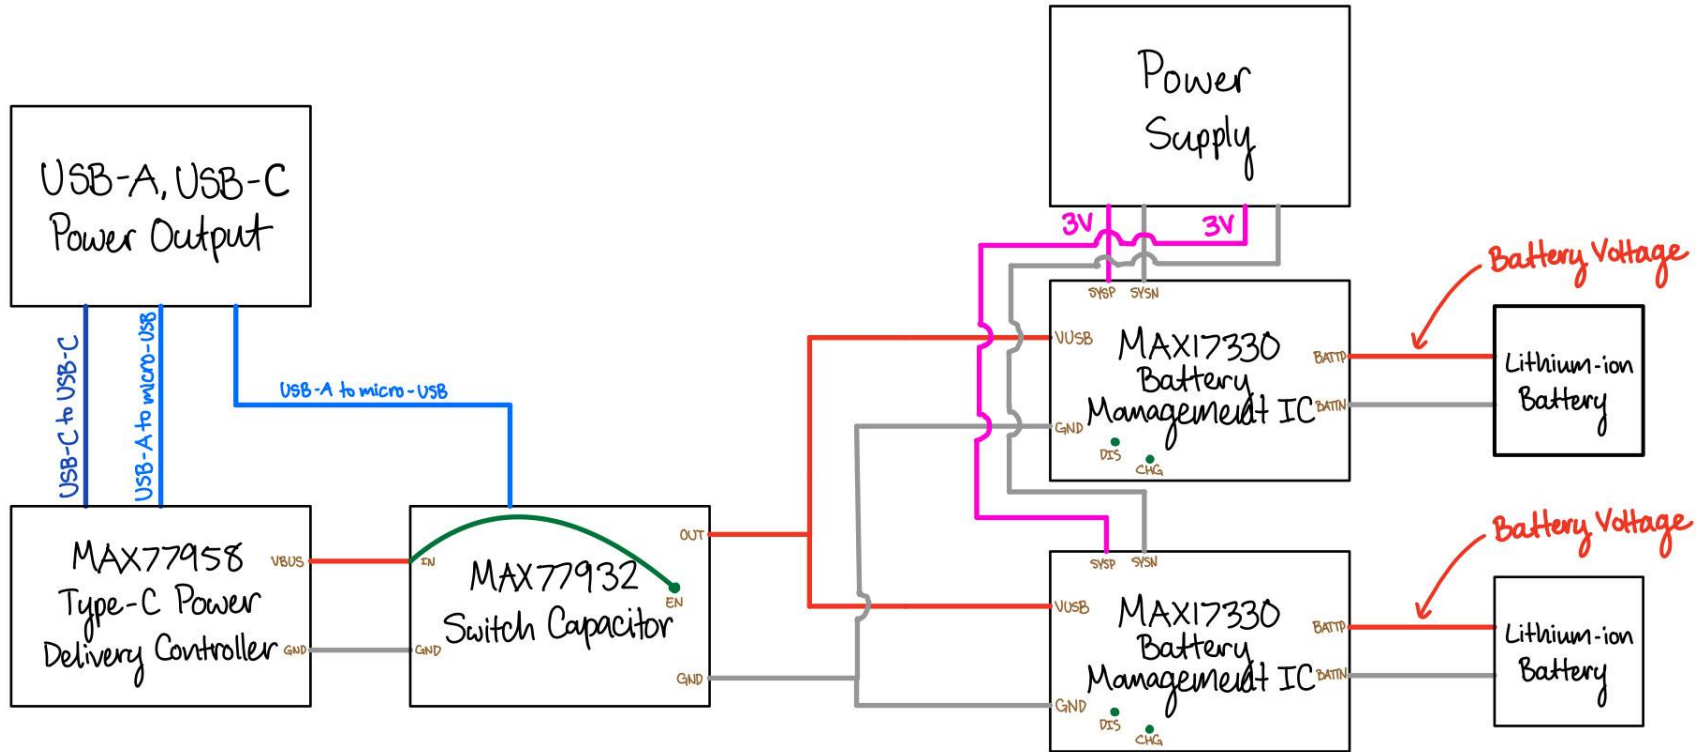 Power
Supply
3V
3V
USB-A, USB-C
Power Output
USB-C to USB-C
USB-A to micro-USB
USB-A to micro-USB
MAX77958
Type-C Power
Delivery Controller
VBUS
GND
IN
GND
MAX77932
Switch Capacitor
EN
OUT
GND
SYSP
SYSN
VUSB
GND
MAX17330
Battery
Management IC
DIS
CHG
BATTP
BATTN
Battery Voltage
Lithium-ion
Battery
SYSP
SYSN
VUSB
GND
MAX17330
Battery
Management IC
DIS
CHG
BATTP
BATTN
Battery Voltage
Lithium-ion
Battery